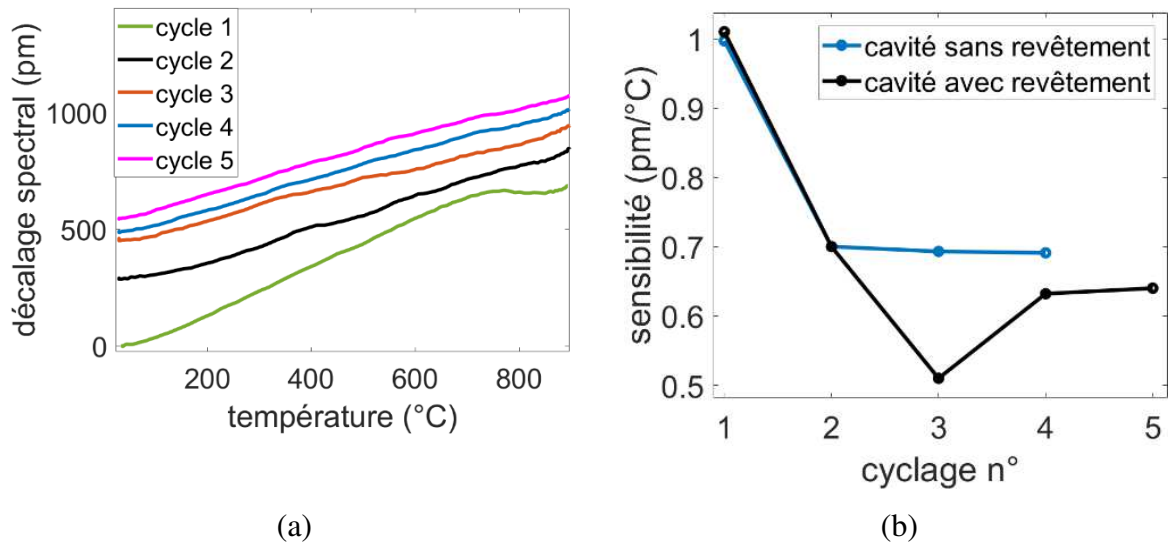 cycle 1
cycle 2
cycle 3
cycle 4
cycle 5
décalage spectral (pm)
1000
500
0
200
400
600
800
température (°C)
(a)
cavité sans revêtement
cavité avec revêtement
sensibilité (pm/°C)
1
0.9
0.8
0.7
0.6
0.5
1
2
3
4
5
cyclage n°
(b)